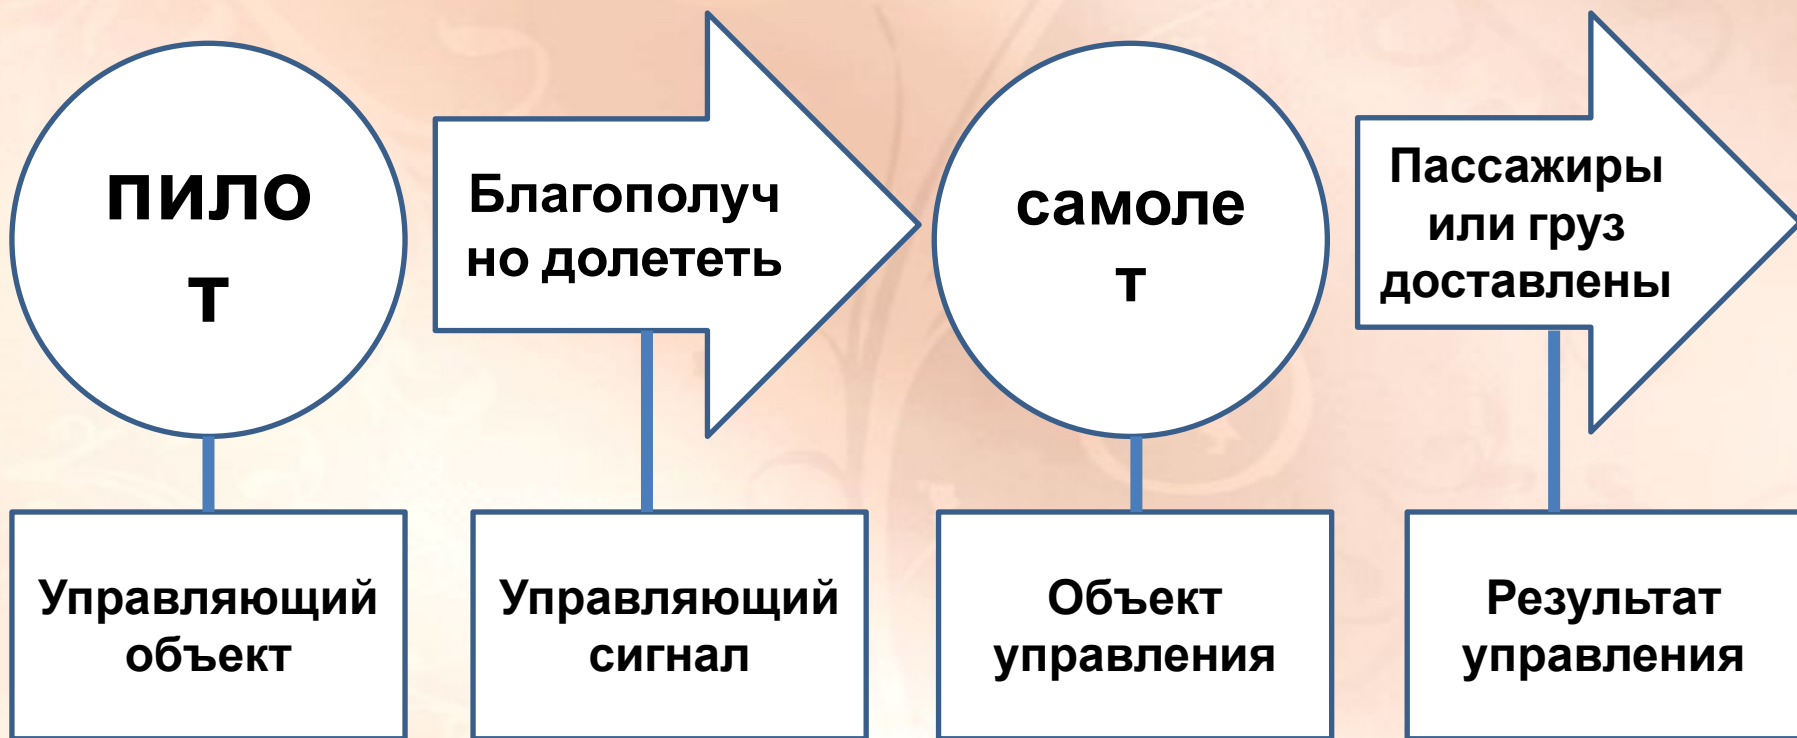 пило
т
Благополуч
но долететь
самоле
т
Пассажиры
или груз
доставлены
Управляющий
объект
Управляющий
сигнал
Объект
управления
Результат
управления